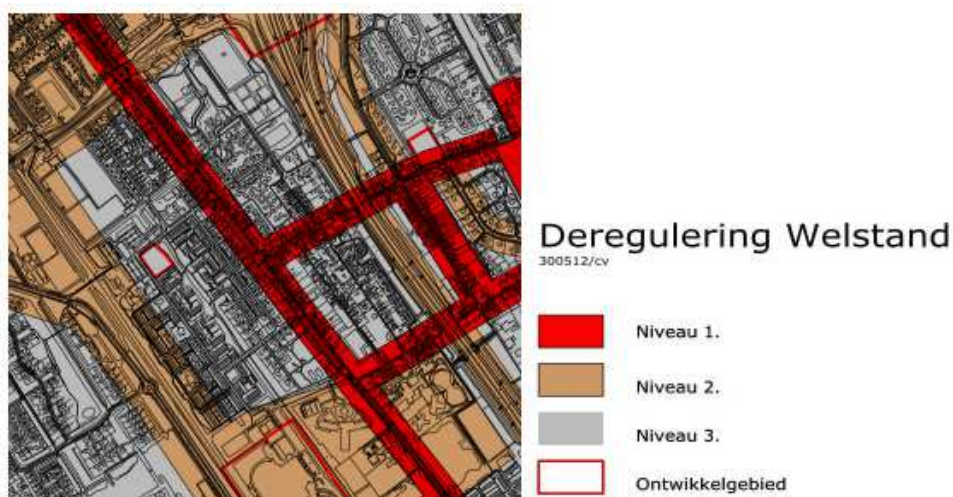 Deregulering Welstand
300512/cv
Niveau 1.
Niveau 2.
Niveau 3.
Ontwikkelgebied